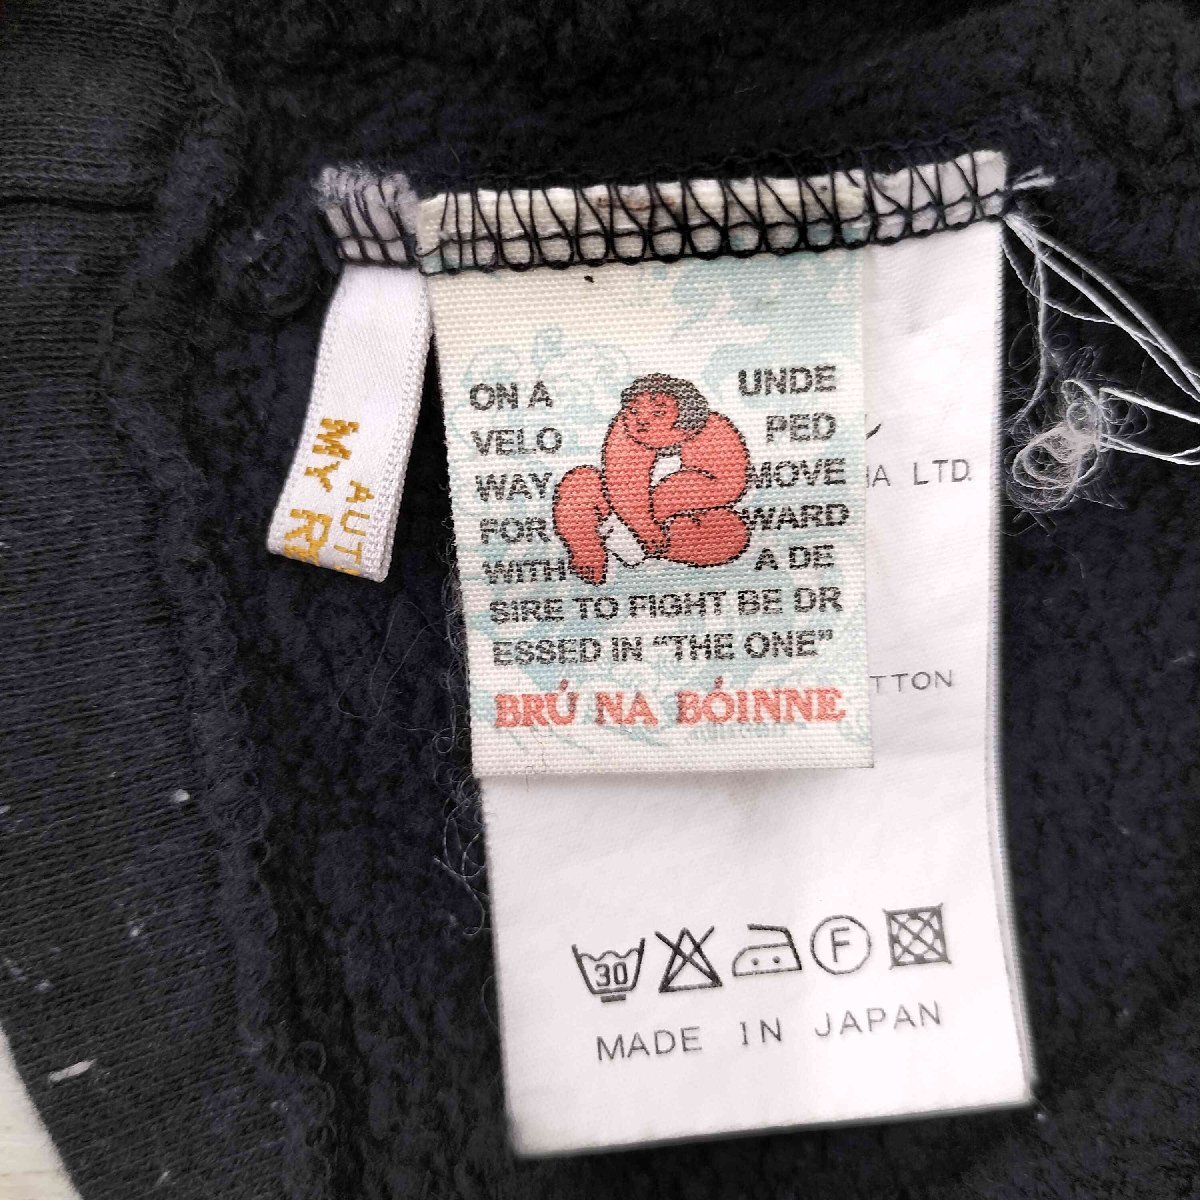 AUT
MY
ON A UNDE
VELO PED
WAY MOVE
FOR WARD
WITH A DE
SIRE TO FIGHT BE DR
ESSED IN "THE ONE"
BRÚ NA BÓINNE
LTD.
TTON
30
F
MADE IN JAPAN